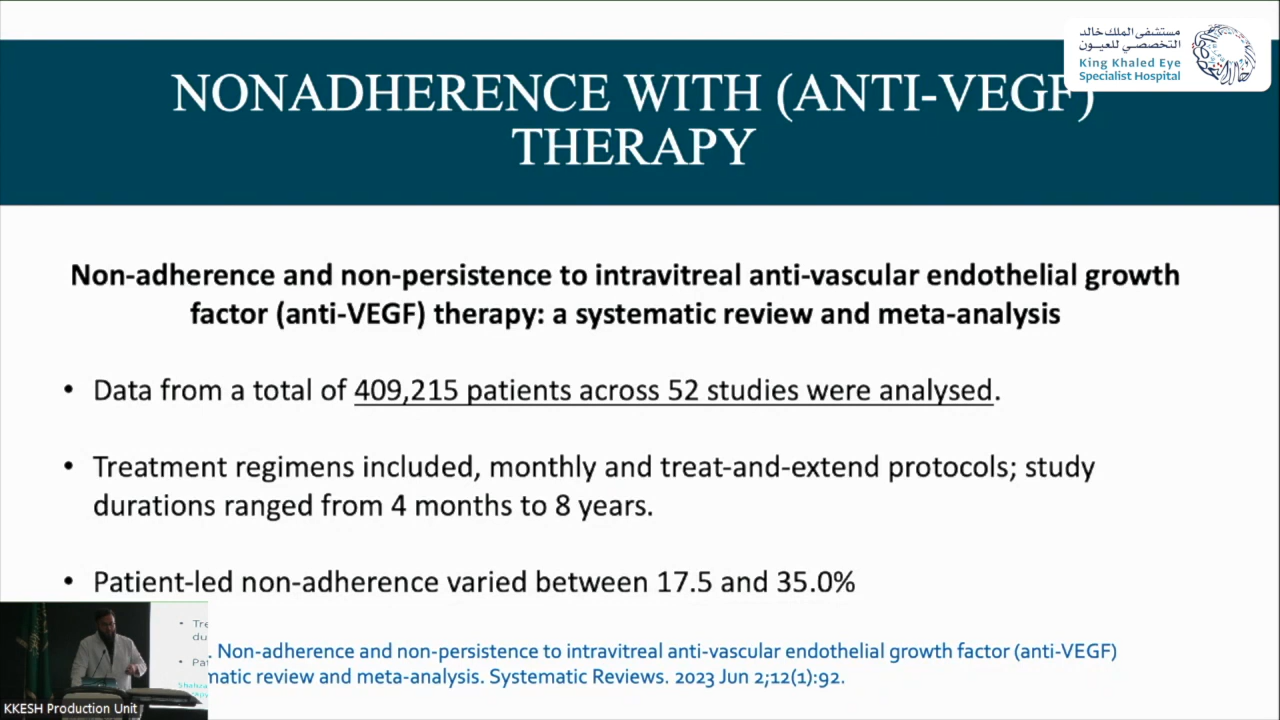 مستشفى الملك خالد
التخصصي للعيون
King Khaled Eye
Specialist Hospital
NONADHERENCE WITH (ANTI-VEGF)
THERAPY
Non-adherence and non-persistence to intravitreal anti-vascular endothelial growth
factor (anti-VEGF) therapy: a systematic review and meta-analysis
• Data from a total of 409,215 patients across 52 studies were analysed.
• Treatment regimens included, monthly and treat-and-extend protocols; study
durations ranged from 4 months to 8 years.
• Patient-led non-adherence varied between 17.5 and 35.0%
. Non-adherence and non-persistence to intravitreal anti-vascular endothelial growth factor (anti-VEGF)
matic review and meta-analysis. Systematic Reviews. 2023 Jun 2;12(1):92.
• Tre
du
• Pat
KKESH Production Unit